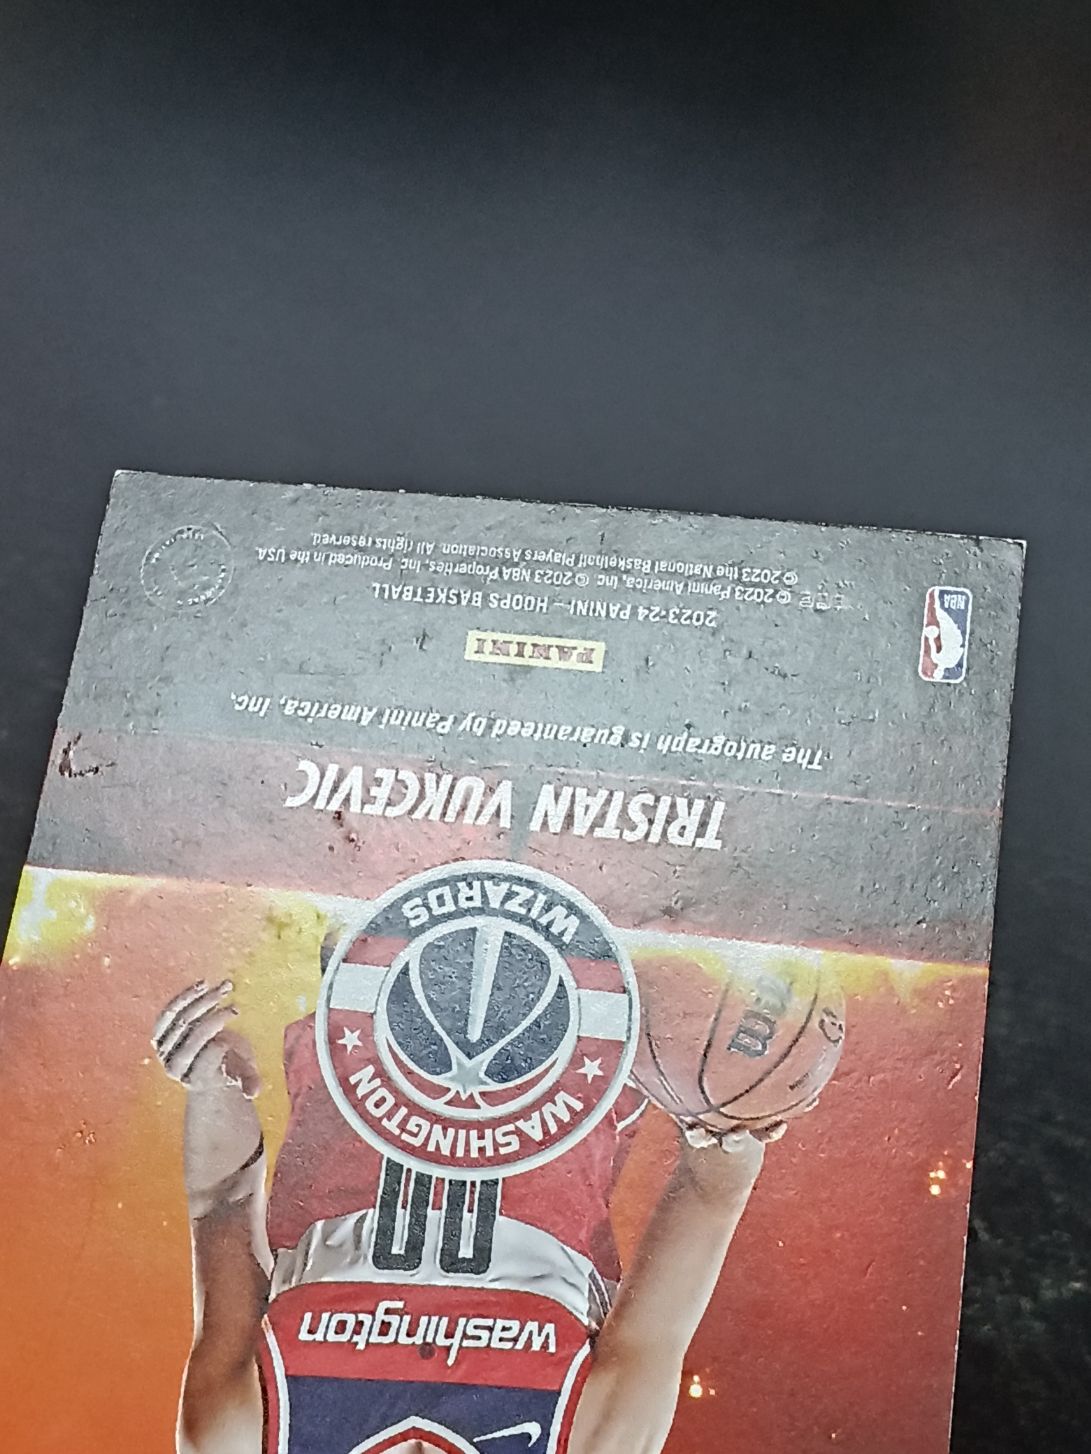 washington
00
WASHINGTON
WIZARDS
TRISTAN VUKCEVIC
The autograph is guaranteed by Panini America, Inc.
PANINI
2023-24 PANINI – HOOPS BASKETBALL
© 2023 Panini America, Inc. © 2023 NBA Properties, Inc. Produced in the USA.
© 2023 the National Basketball Players Association. All rights reserved.
NBA